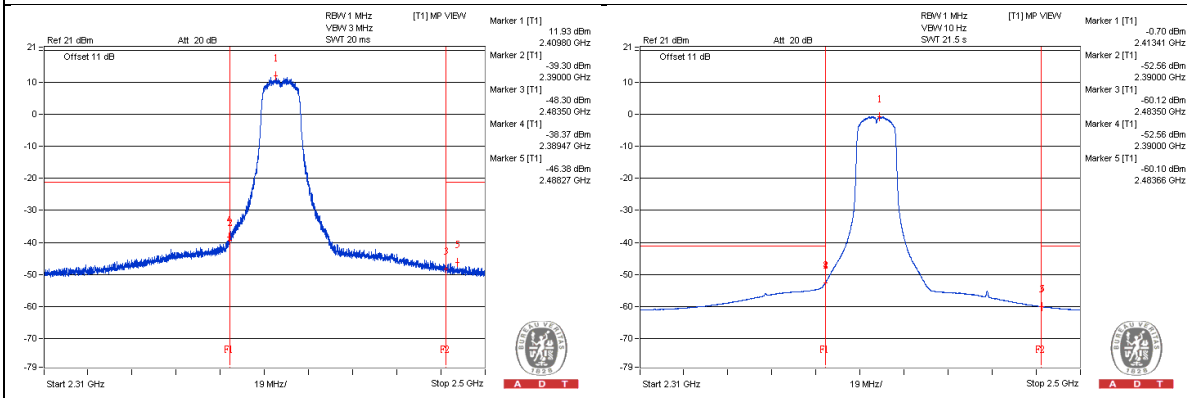 RBW 1 MHz
[T1] MP VIEW
VBW 3 MHz
Ref 21 dBm
Att 20 dB
SWT 20 ms
21
Offset 11 dB
10
0
-10
-20
-30
-40
-50
-60
-70
-79
1
2
3
5
F1
F2
Start 2.31 GHz
19 MHz/
Stop 2.5 GHz
Marker 1 [T1]
11.93 dBm
2.40980 GHz
Marker 2 [T1]
-39.30 dBm
2.39000 GHz
Marker 3 [T1]
-48.30 dBm
2.48350 GHz
Marker 4 [T1]
-38.37 dBm
2.38947 GHz
Marker 5 [T1]
-46.38 dBm
2.48827 GHz
BUREAU VERITAS
1828
A D T
RBW 1 MHz
[T1] MP VIEW
VBW 10 Hz
Ref 21 dBm
Att 20 dB
SWT 21.5 s
21
Offset 11 dB
10
0
-10
-20
-30
-40
-50
-60
-70
-79
1
F1
F2
Start 2.31 GHz
19 MHz/
Stop 2.5 GHz
Marker 1 [T1]
-0.70 dBm
2.41341 GHz
Marker 2 [T1]
-52.56 dBm
2.39000 GHz
Marker 3 [T1]
-60.12 dBm
2.48350 GHz
Marker 4 [T1]
-52.56 dBm
2.39000 GHz
Marker 5 [T1]
-60.10 dBm
2.48366 GHz
BUREAU VERITAS
1828
A D T